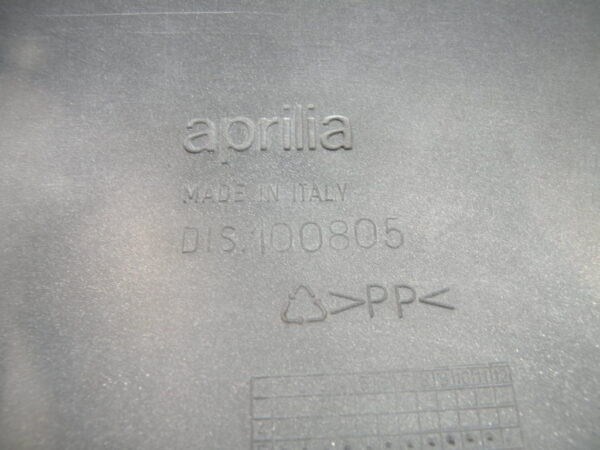 aprilia
MADE IN ITALY
DIS.100805
>PP<